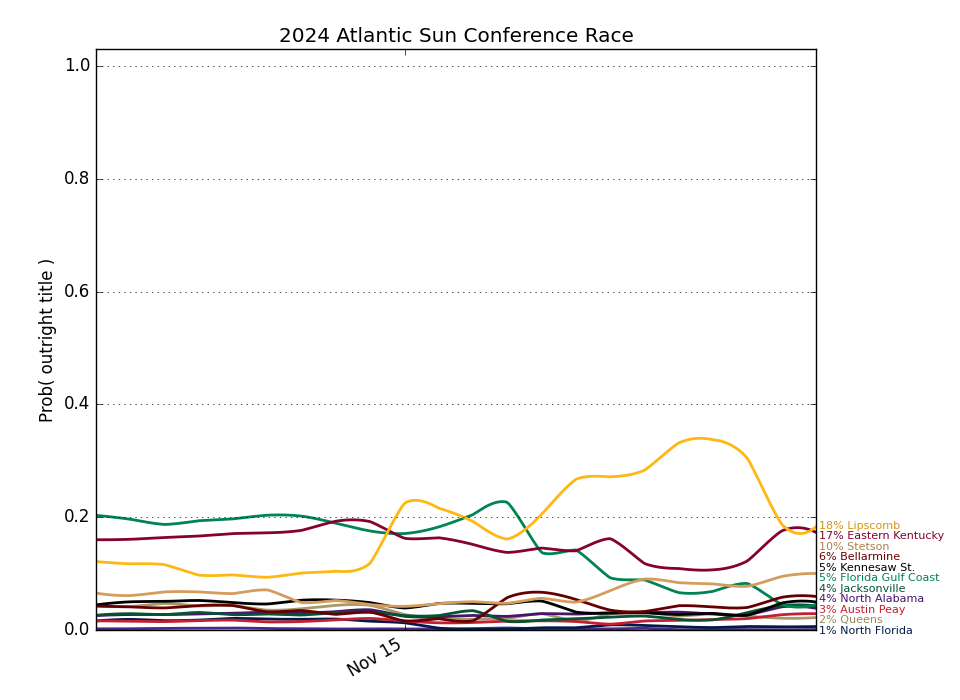 2024 Atlantic Sun Conference Race
1.0
0.8
0.6
0.4
0.2
0.0
Prob( outright title )
Nov 15
18% Lipscomb
17% Eastern Kentucky
10% Stetson
6% Bellarmine
5% Kennesaw St.
5% Florida Gulf Coast
4% Jacksonville
4% North Alabama
3% Austin Peay
2% Queens
1% North Florida